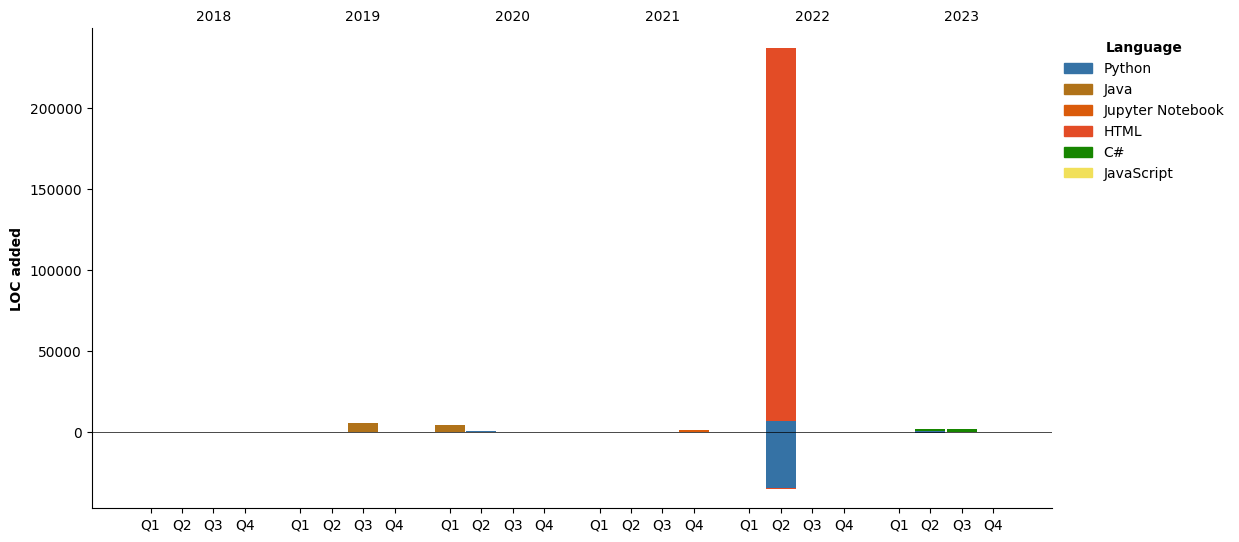 2018 2019 2020 2021 2022 2023
Language
Python
Java
Jupyter Notebook
HTML
C#
JavaScript
LOC added
200000
150000
100000
50000
0
Q1 Q2 Q3 Q4 Q1 Q2 Q3 Q4 Q1 Q2 Q3 Q4 Q1 Q2 Q3 Q4 Q1 Q2 Q3 Q4 Q1 Q2 Q3 Q4